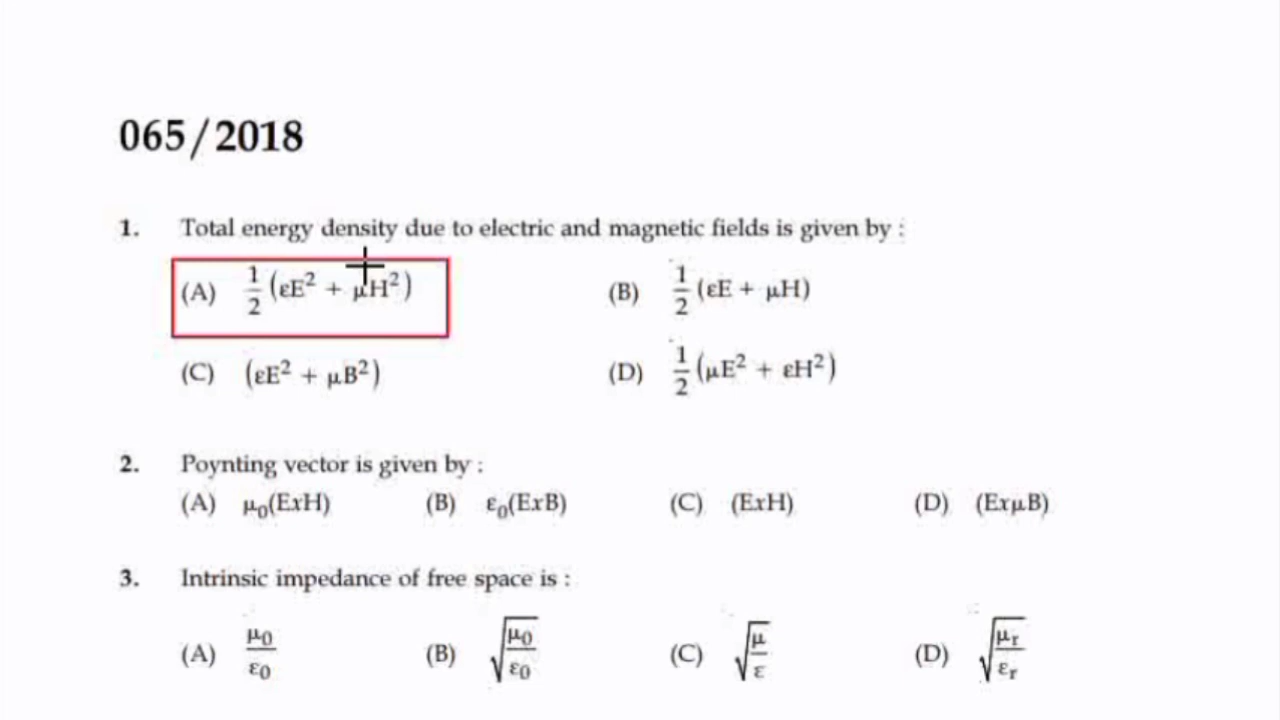 065/2018
1. Total energy density due to electric and magnetic fields is given by :
(A) 1/2 (εE² + μH²) (B) 1/2 (εE + μH)
(C) (εE² + μB²) (D) 1/2 (μE² + εH²)
2. Poynting vector is given by :
(A) μ₀(ExH) (B) ε₀(ExB) (C) (ExH) (D) (ExμB)
3. Intrinsic impedance of free space is :
(A) μ₀/ε₀ (B) √(μ₀/ε₀) (C) √(μ/ε) (D) √(μᵣ/εᵣ)